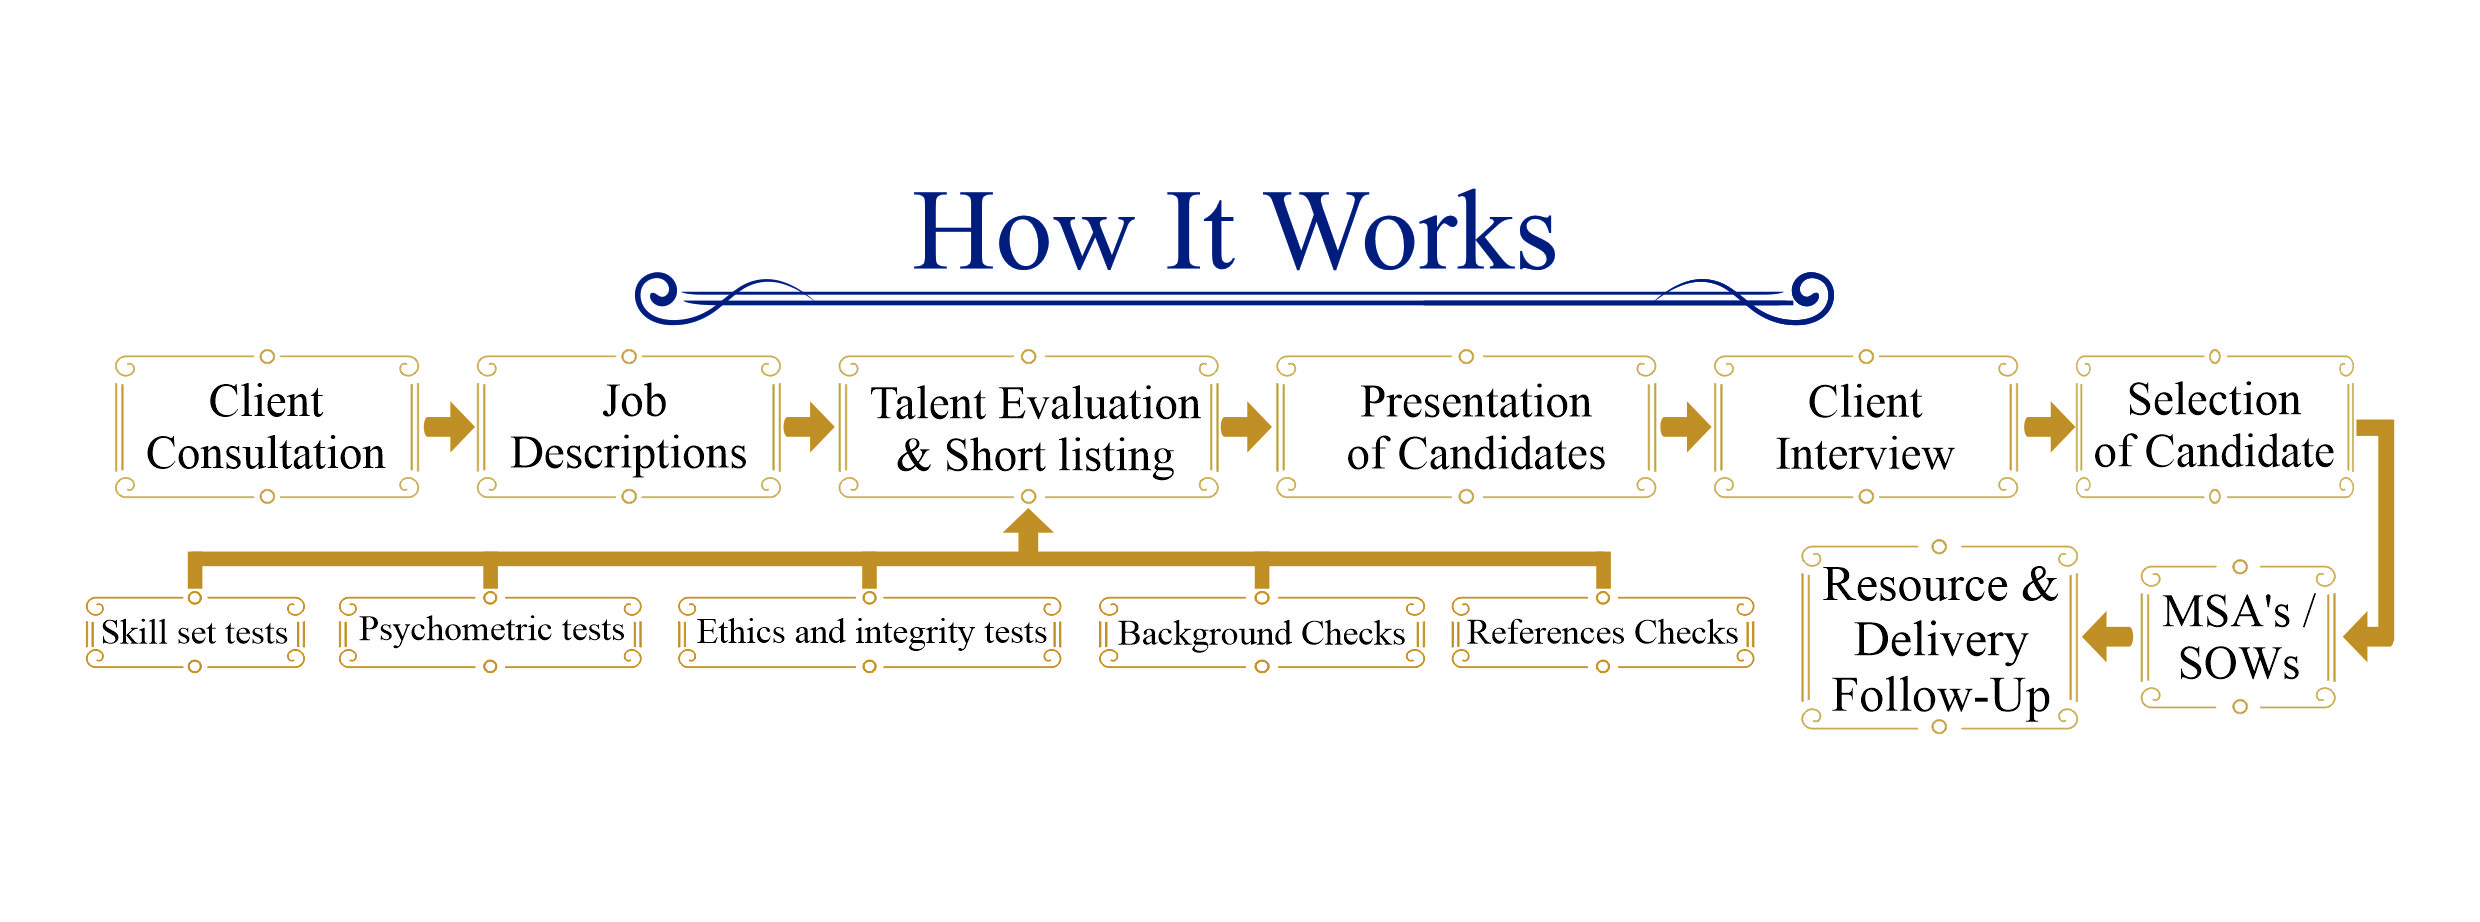 How It Works
Client
Consultation
Job
Descriptions
Talent Evaluation
& Short listing
Presentation
of Candidates
Client
Interview
Selection
of Candidate
Skill set tests
Psychometric tests
Ethics and integrity tests
Background Checks
References Checks
MSA's /
SOWs
Resource &
Delivery
Follow-Up